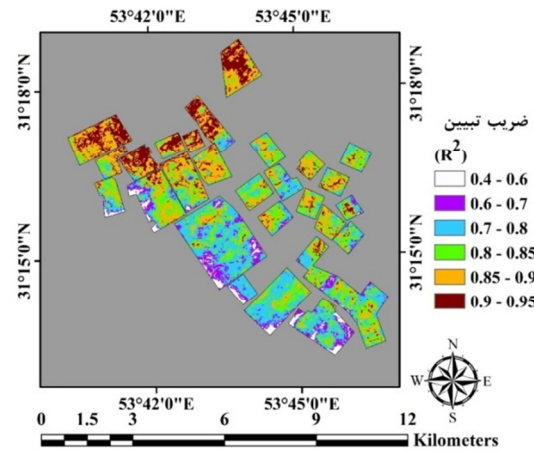 53°42'0"E 53°45'0"E
31°18'0"N 31°18'0"N
31°15'0"N 31°15'0"N
53°42'0"E 53°45'0"E
ضریب تبیین
(R²)
0.4 - 0.6
0.6 - 0.7
0.7 - 0.8
0.8 - 0.85
0.85 - 0.9
0.9 - 0.95
N
W E
S
0 1.5 3 6 9 12
Kilometers